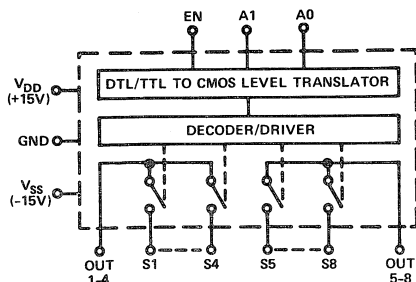 EN A1 A0
VDD
(+15V)
DTL/TTL TO CMOS LEVEL TRANSLATOR
GND
DECODER/DRIVER
VSS
(-15V)
OUT
1-4
S1
S4
S5
S8
OUT
5-8